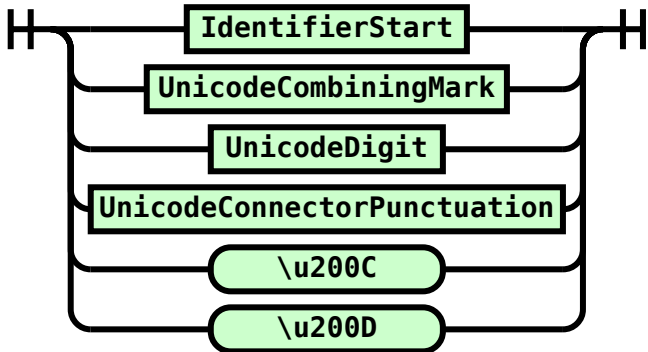 IdentifierStart
UnicodeCombiningMark
UnicodeDigit
UnicodeConnectorPunctuation
\u200C
\u200D